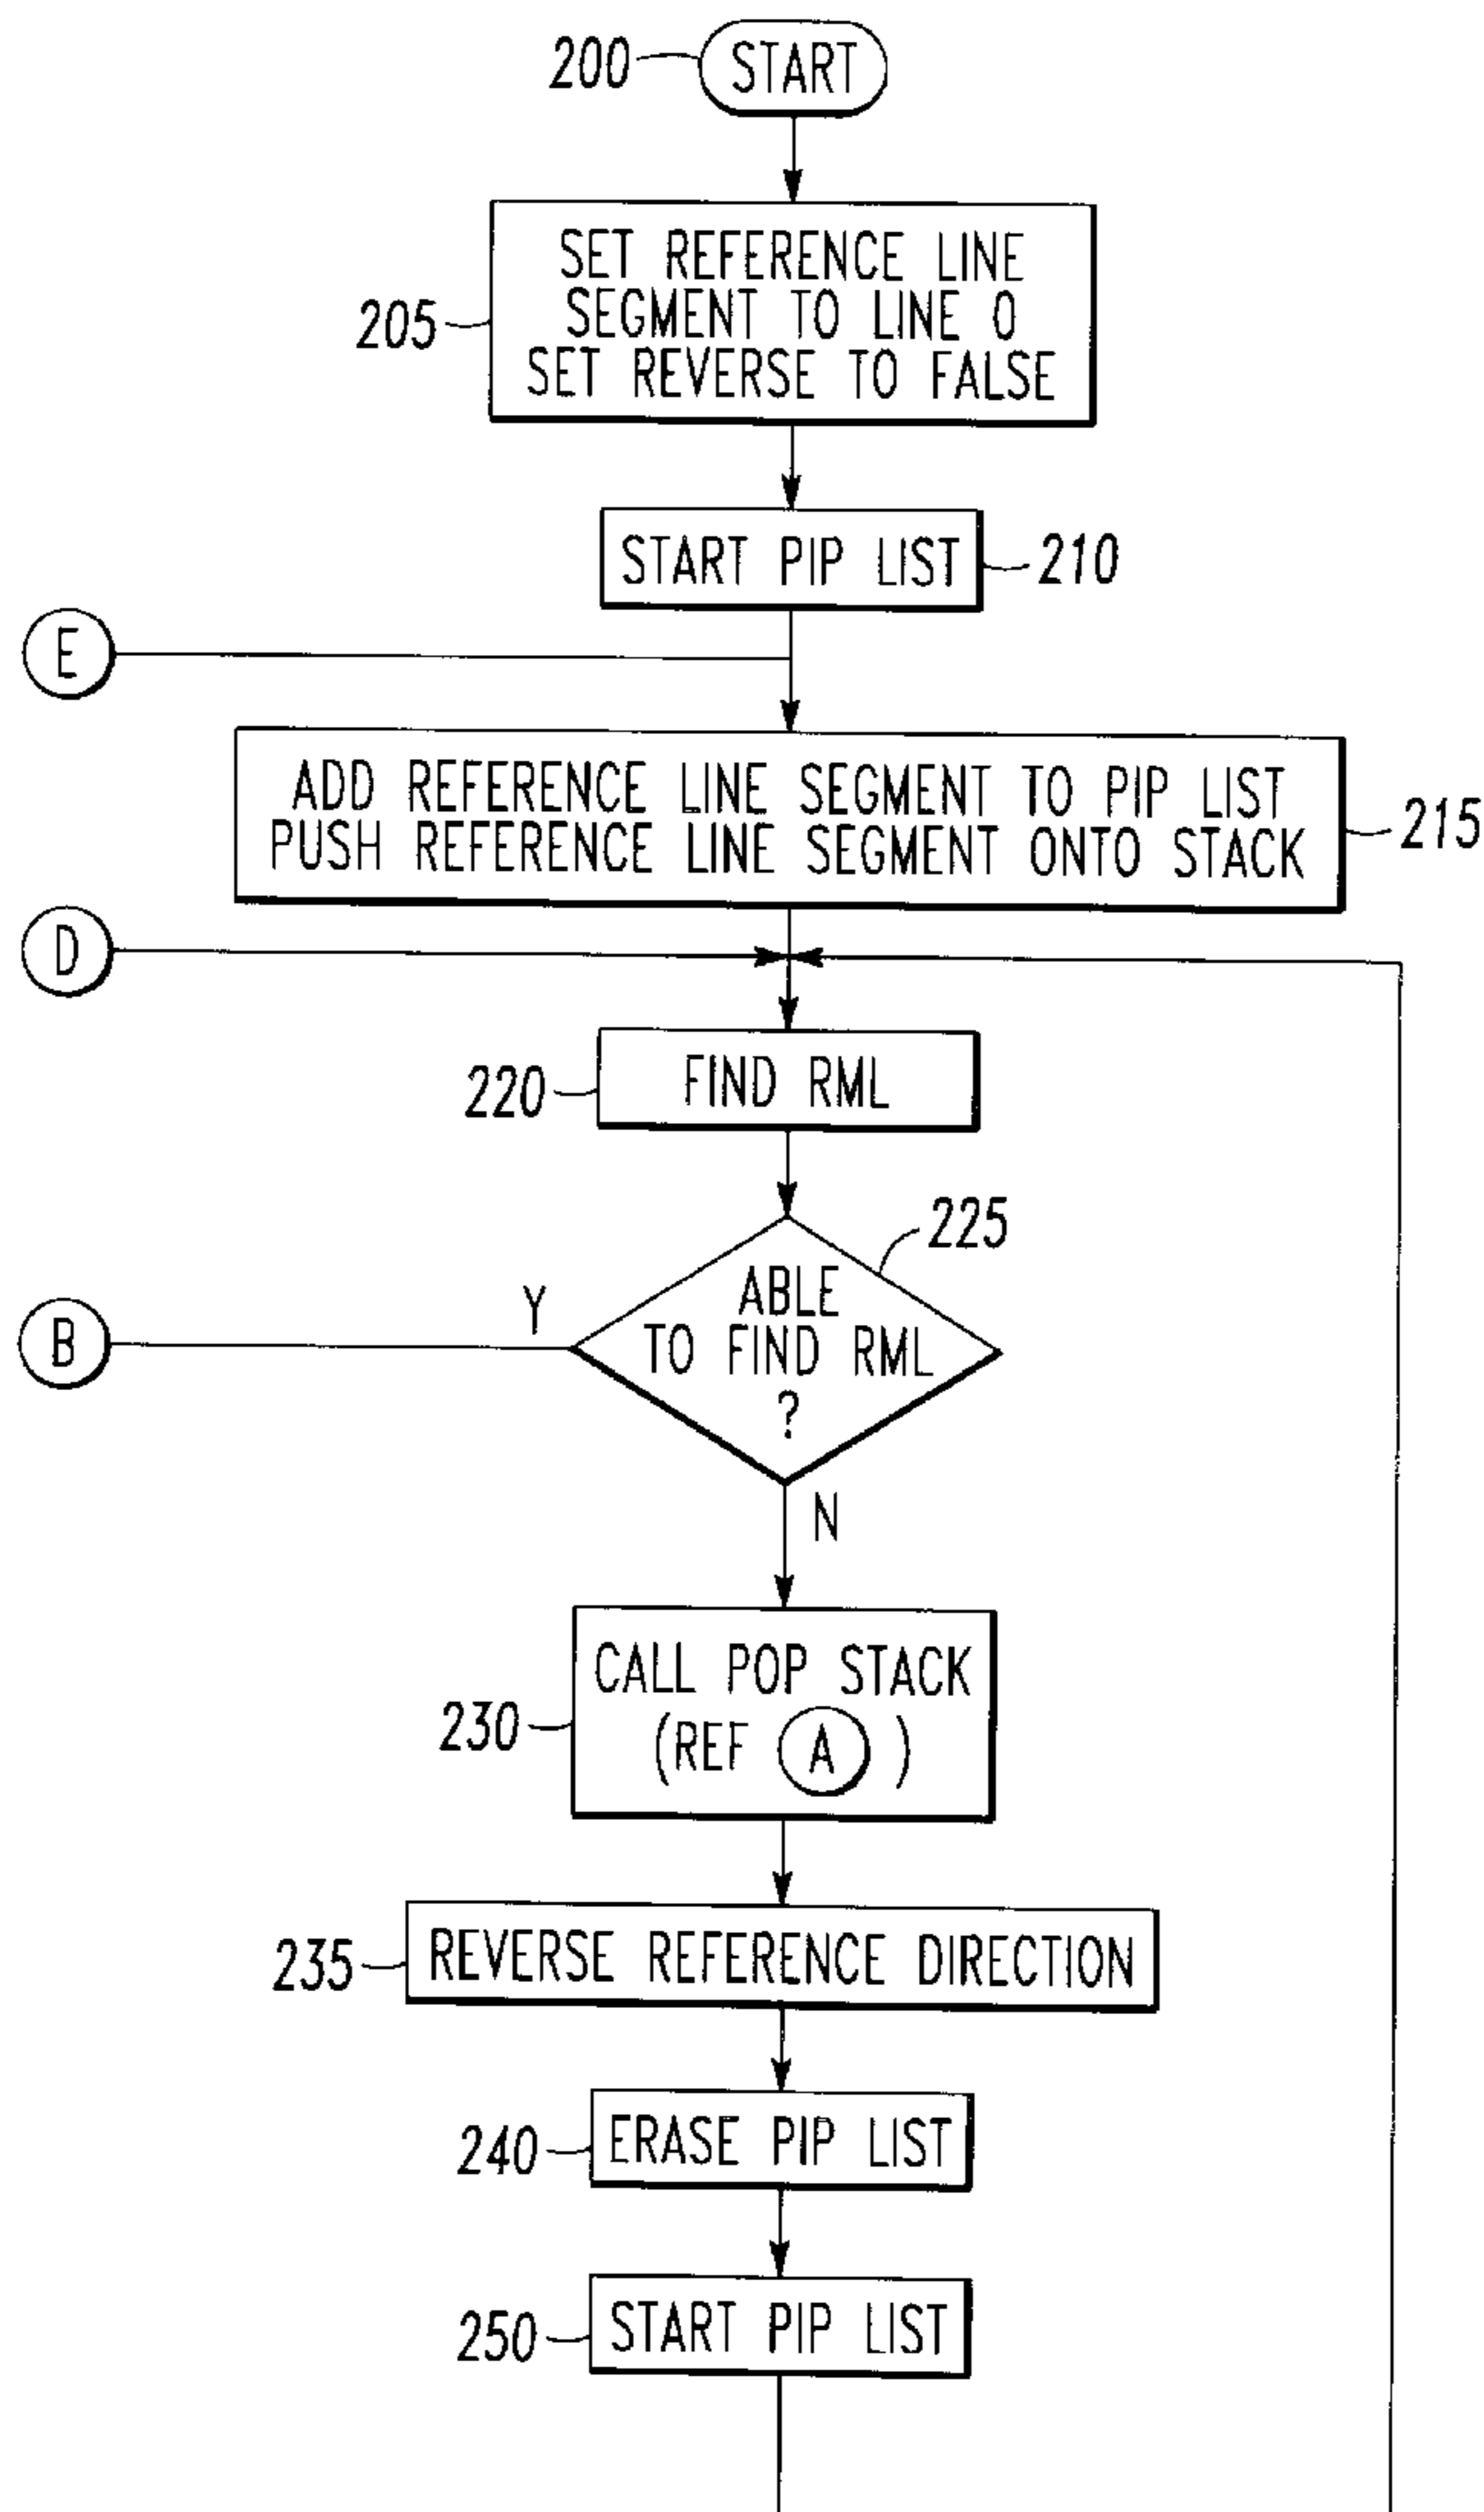 200 START
205
SET REFERENCE LINE
SEGMENT TO LINE 0
SET REVERSE TO FALSE
START PIP LIST 210
E
ADD REFERENCE LINE SEGMENT TO PIP LIST
PUSH REFERENCE LINE SEGMENT ONTO STACK
215
D
220 FIND RML
225
B
Y
ABLE
TO FIND RML
?
N
230
CALL POP STACK
(REF A )
235 REVERSE REFERENCE DIRECTION
240 ERASE PIP LIST
250 START PIP LIST